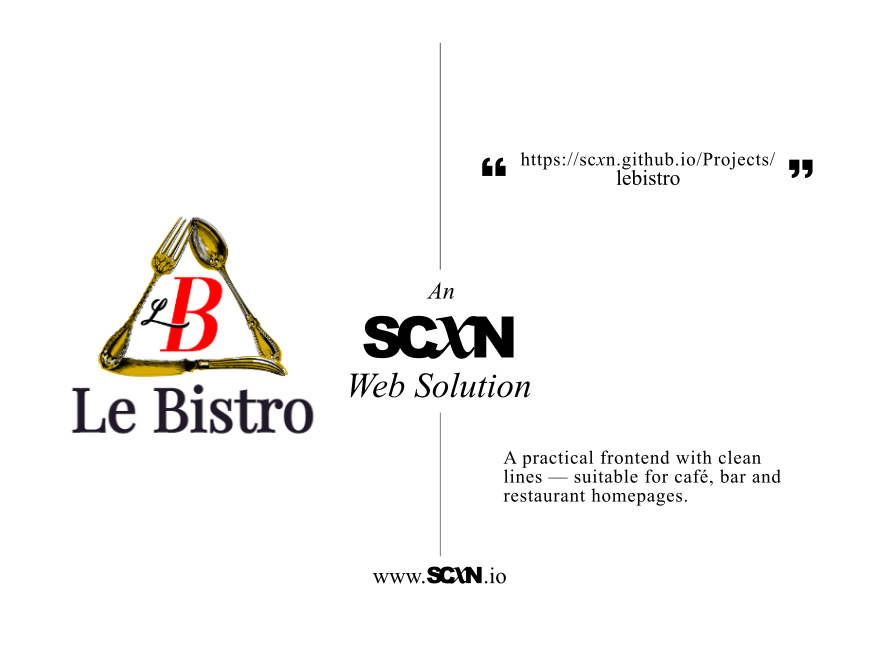 https://scxn.github.io/Projects/
lebistro
LB
Le Bistro
An
SCXN
Web Solution
A practical frontend with clean
lines — suitable for café, bar and
restaurant homepages.
www.SCXN.io